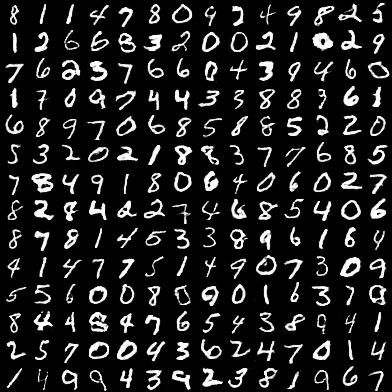 8 1 1 4 7 8 0 9 2 4 9 8 2 5
1 2 6 6 8 3 2 0 0 2 1 0 2 9
7 6 2 3 7 6 6 0 4 3 9 4 6 0
1 7 0 9 7 4 4 3 3 8 8 7 6 1
6 8 9 7 0 6 8 5 8 8 5 2 2 0
5 3 2 0 2 1 8 8 3 7 7 6 8 5
7 8 4 9 1 8 0 6 4 0 6 0 2 7
8 2 8 4 2 2 7 4 6 8 5 4 0 6
8 7 8 1 4 5 3 3 8 9 6 1 6 4
4 1 4 7 7 5 1 4 9 0 7 3 0 9
5 5 6 0 0 8 0 9 0 1 6 3 7 0
8 4 4 8 4 7 6 5 4 3 8 9 4 1
2 5 7 0 0 4 3 6 2 4 7 0 1 4
1 4 9 9 4 3 9 2 3 8 1 9 6 7